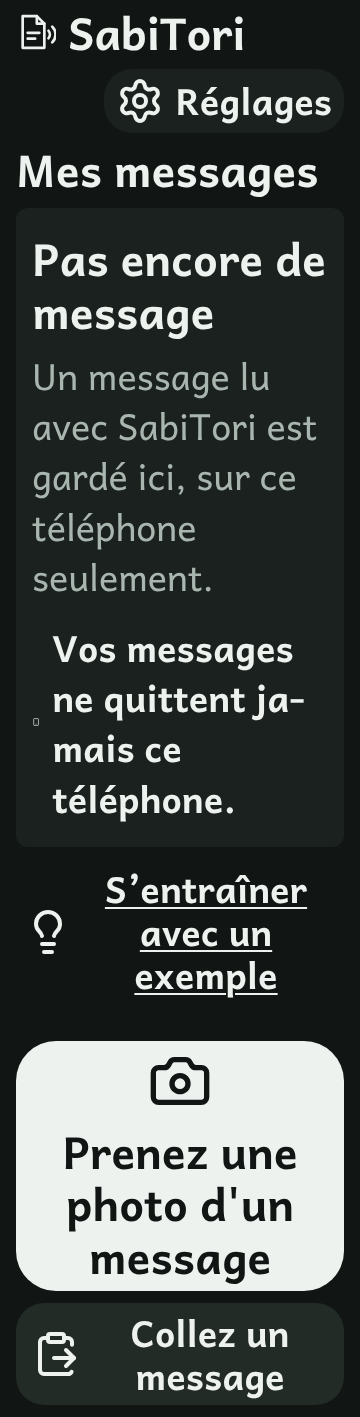 SabiTori
Réglages
Mes messages
Pas encore de
message
Un message lu
avec SabiTori est
gardé ici, sur ce
téléphone
seulement.
Vos messages
ne quittent ja-
mais ce
téléphone.
S’entraîner
avec un
exemple
Prenez une
photo d'un
message
Collez un
message